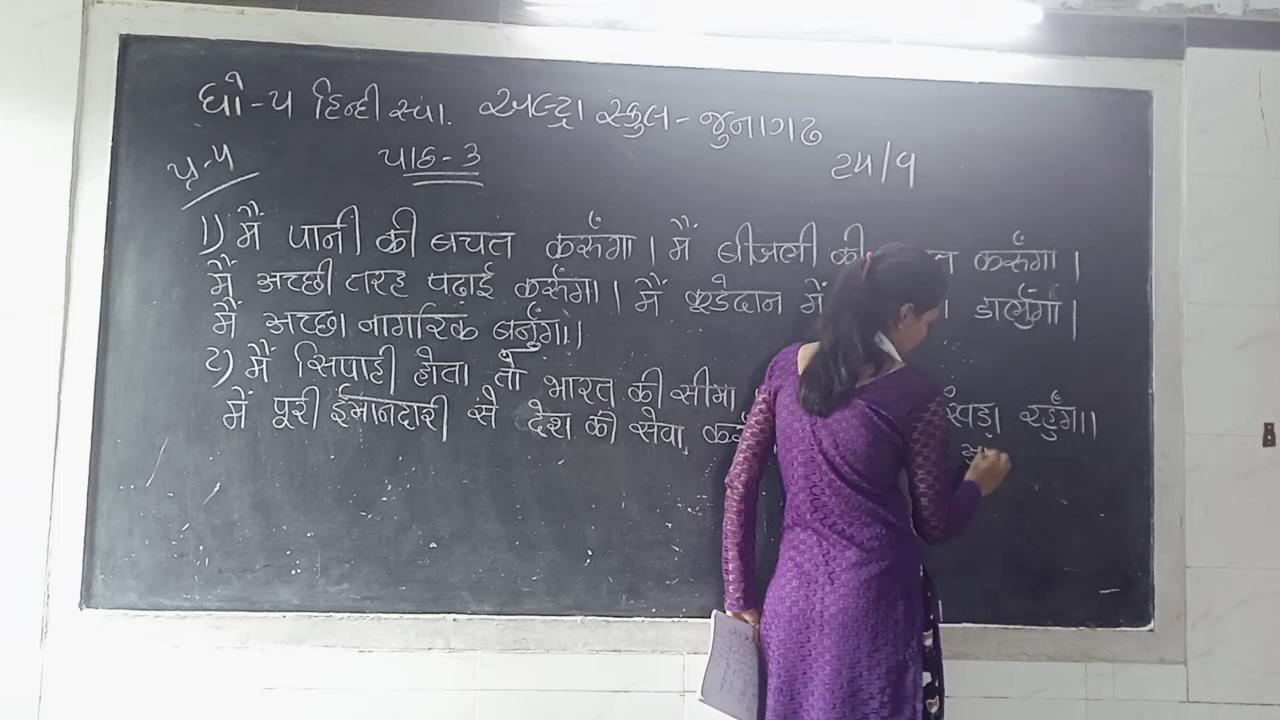 ધો-૫ हिन्दी स्वा. અલ્ટ્રા સ્કુલ-જુનાગઢ
પ્ર-૫ पाठ-3 ૨૫/૧
1) मैं पानी की बचत करुँगा। मैं बीजली की त करुँगा।
मैं अच्छी तरह पढ़ाई करुँगा। मैं कूडेदान में डालुँगा।
मैं अच्छा नागरिक बनुँगा।
2) मैं सिपाही होता तो भारत की सीमा खड़ा रहुँगा।
में पूरी ईमानदारी से देश की सेवा